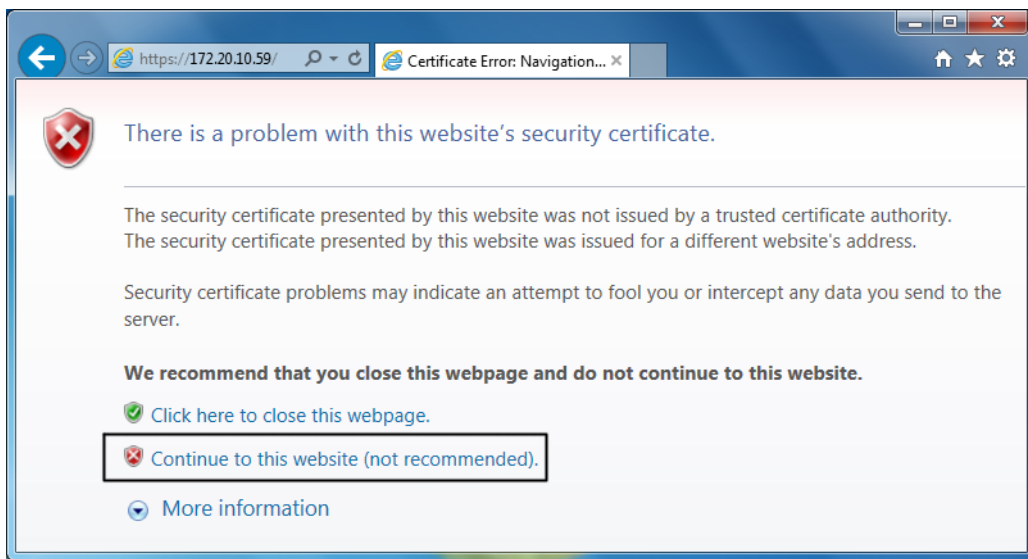 https://172.20.10.59/
Certificate Error: Navigation...
There is a problem with this website's security certificate.
The security certificate presented by this website was not issued by a trusted certificate authority.
The security certificate presented by this website was issued for a different website's address.
Security certificate problems may indicate an attempt to fool you or intercept any data you send to the
server.
We recommend that you close this webpage and do not continue to this website.
Click here to close this webpage.
Continue to this website (not recommended).
More information